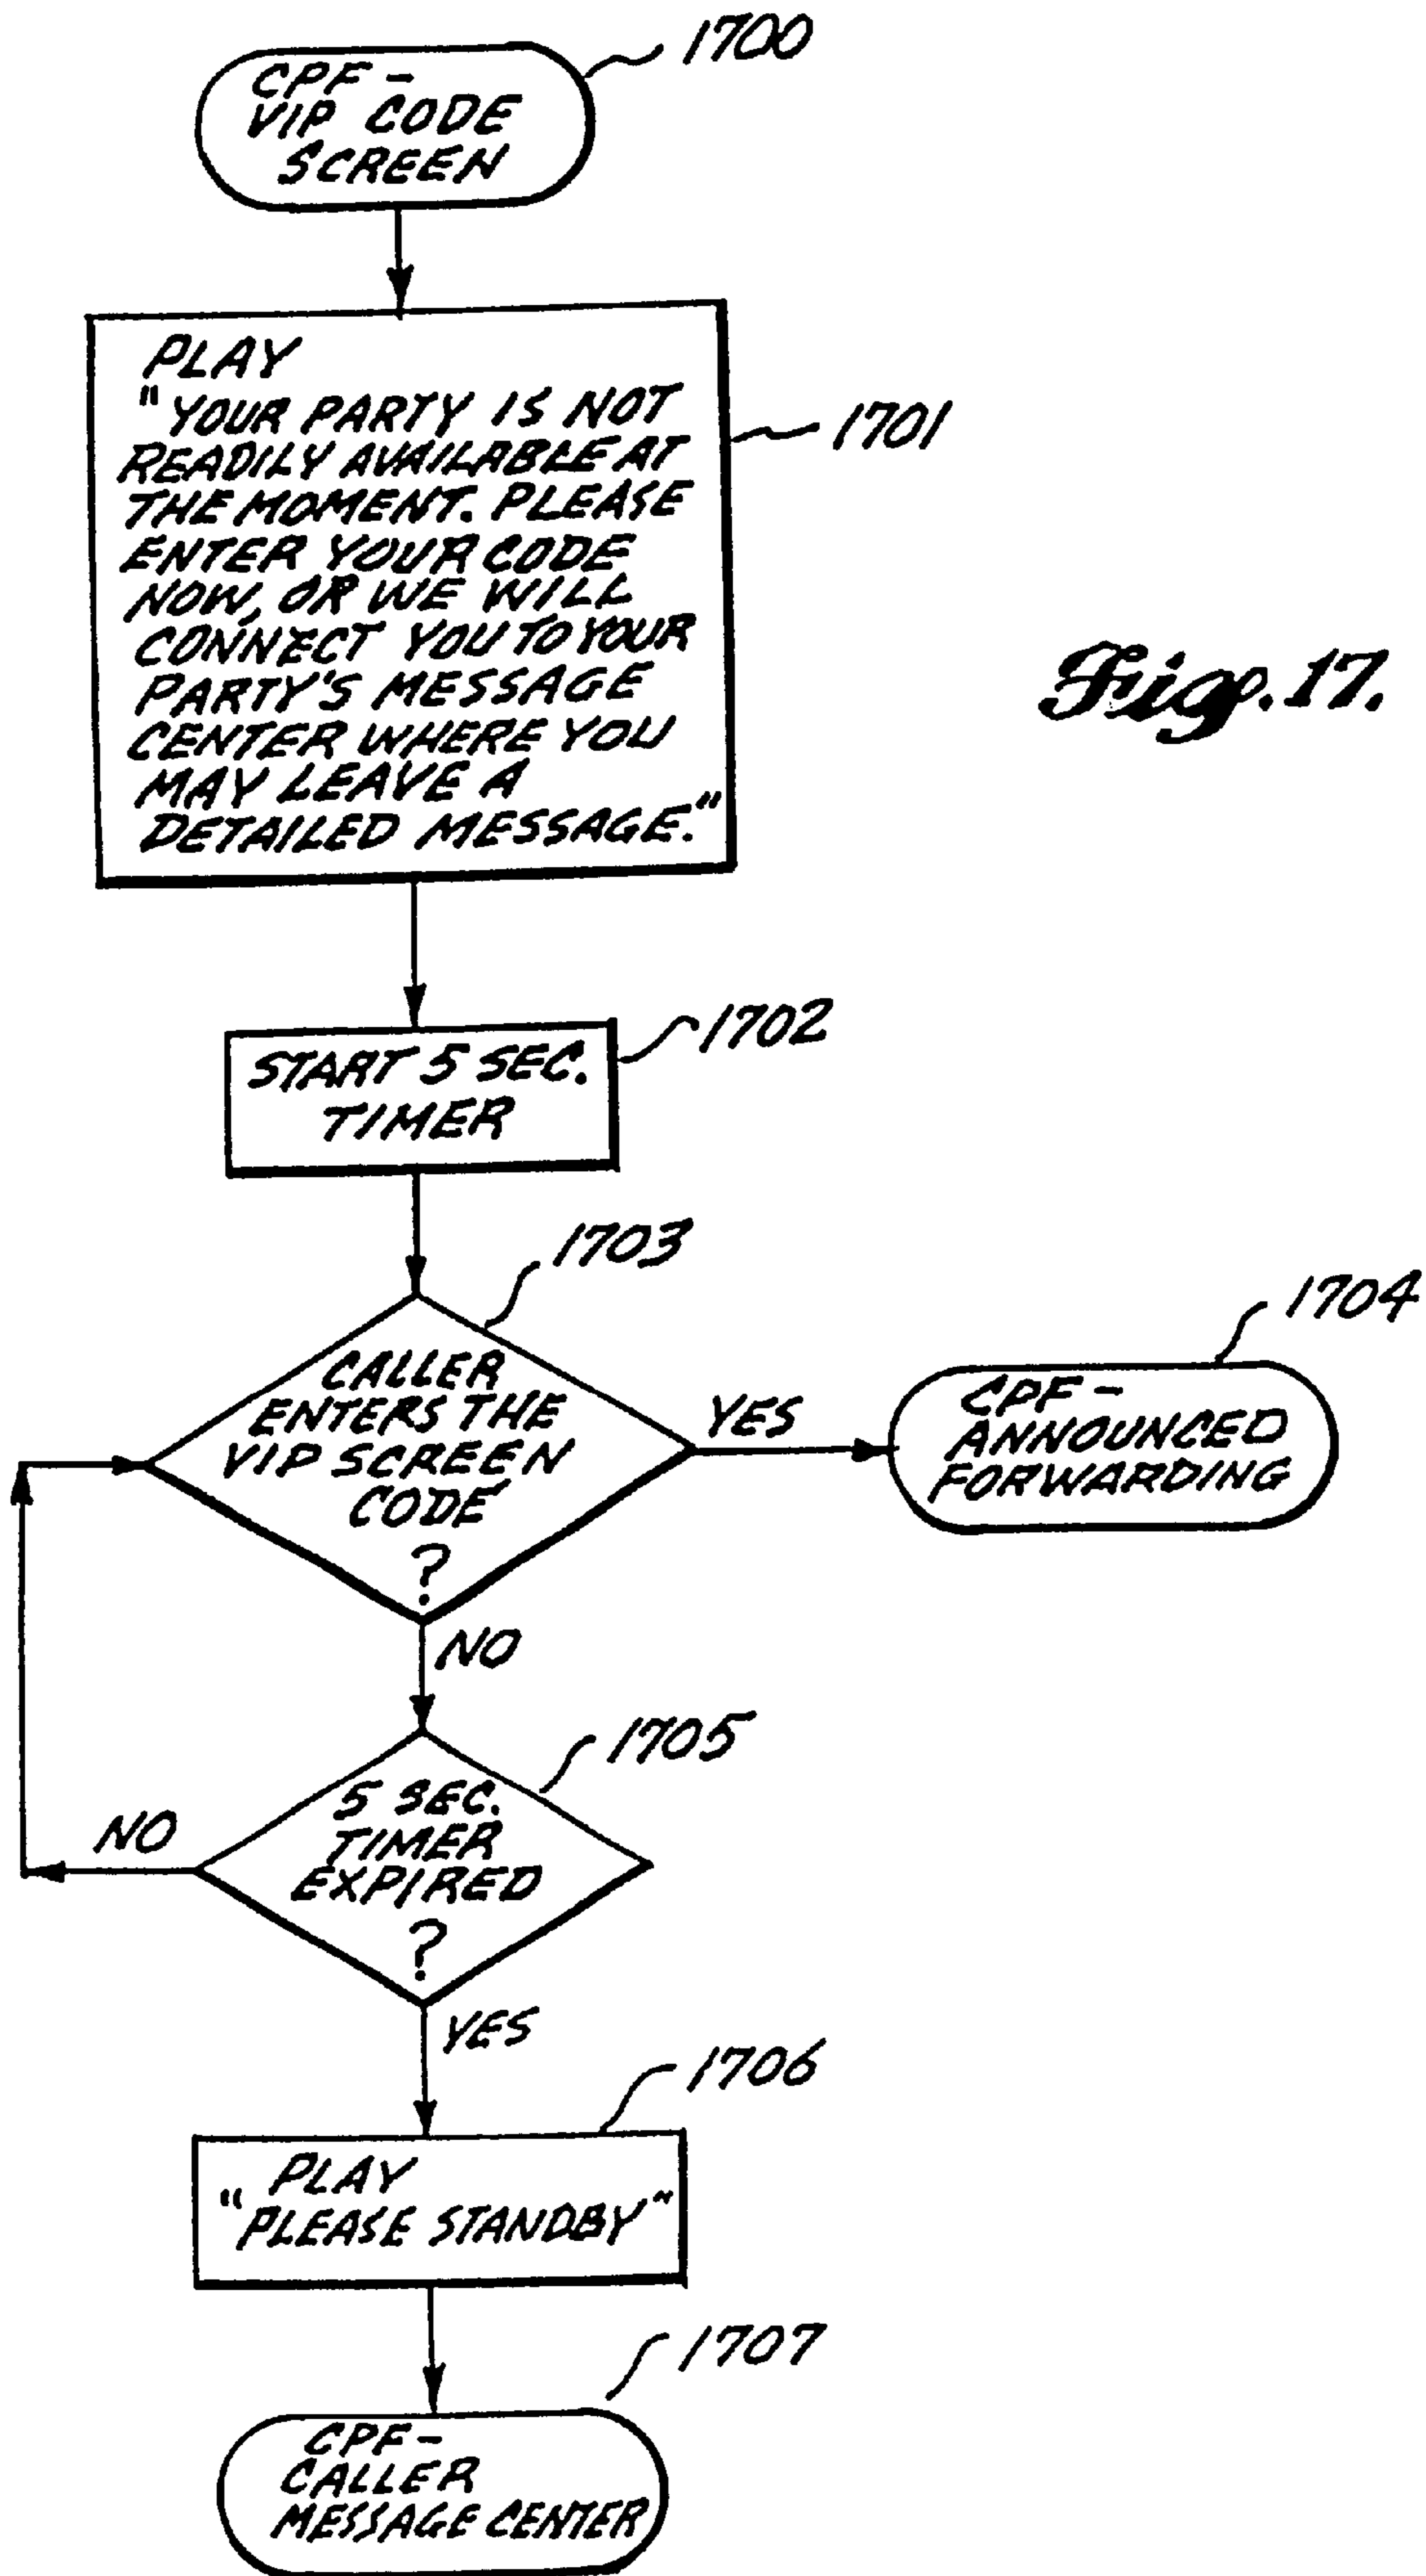 1700
CPF -
VIP CODE
SCREEN
PLAY
"YOUR PARTY IS NOT
READILY AVAILABLE AT
THE MOMENT. PLEASE
ENTER YOUR CODE
NOW, OR WE WILL
CONNECT YOU TO YOUR
PARTY'S MESSAGE
CENTER WHERE YOU
MAY LEAVE A
DETAILED MESSAGE."
1701
Fig. 17.
1702
START 5 SEC.
TIMER
1703
CALLER
ENTERS THE
VIP SCREEN
CODE
?
YES
1704
CPF -
ANNOUNCED
FORWARDING
NO
1705
5 SEC.
TIMER
EXPIRED
?
NO
YES
1706
PLAY
"PLEASE STANDBY"
1707
CPF -
CALLER
MESSAGE CENTER